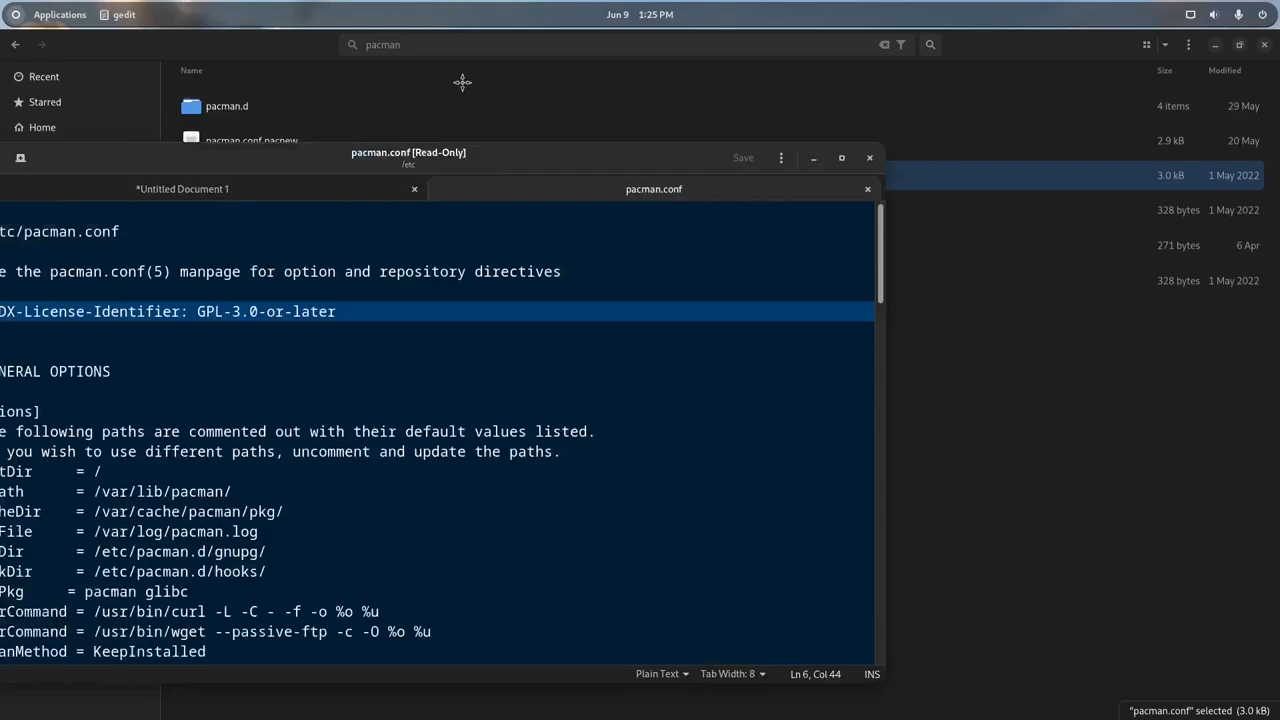 Applications gedit Jun 9 1:25 PM
pacman
Recent
Starred
Home
Name Size Modified
pacman.d 4 items 29 May
pacman.conf.pacnew 2.9 kB 20 May
3.0 kB 1 May 2022
328 bytes 1 May 2022
271 bytes 6 Apr
328 bytes 1 May 2022
pacman.conf [Read-Only]
/etc
Save
*Untitled Document 1 pacman.conf
tc/pacman.conf
e the pacman.conf(5) manpage for option and repository directives
DX-License-Identifier: GPL-3.0-or-later
NERAL OPTIONS
ions]
e following paths are commented out with their default values listed.
you wish to use different paths, uncomment and update the paths.
tDir = /
ath = /var/lib/pacman/
heDir = /var/cache/pacman/pkg/
File = /var/log/pacman.log
Dir = /etc/pacman.d/gnupg/
kDir = /etc/pacman.d/hooks/
Pkg = pacman glibc
rCommand = /usr/bin/curl -L -C - -f -o %o %u
rCommand = /usr/bin/wget --passive-ftp -c -O %o %u
anMethod = KeepInstalled
Plain Text Tab Width: 8 Ln 6, Col 44 INS
"pacman.conf" selected (3.0 kB)